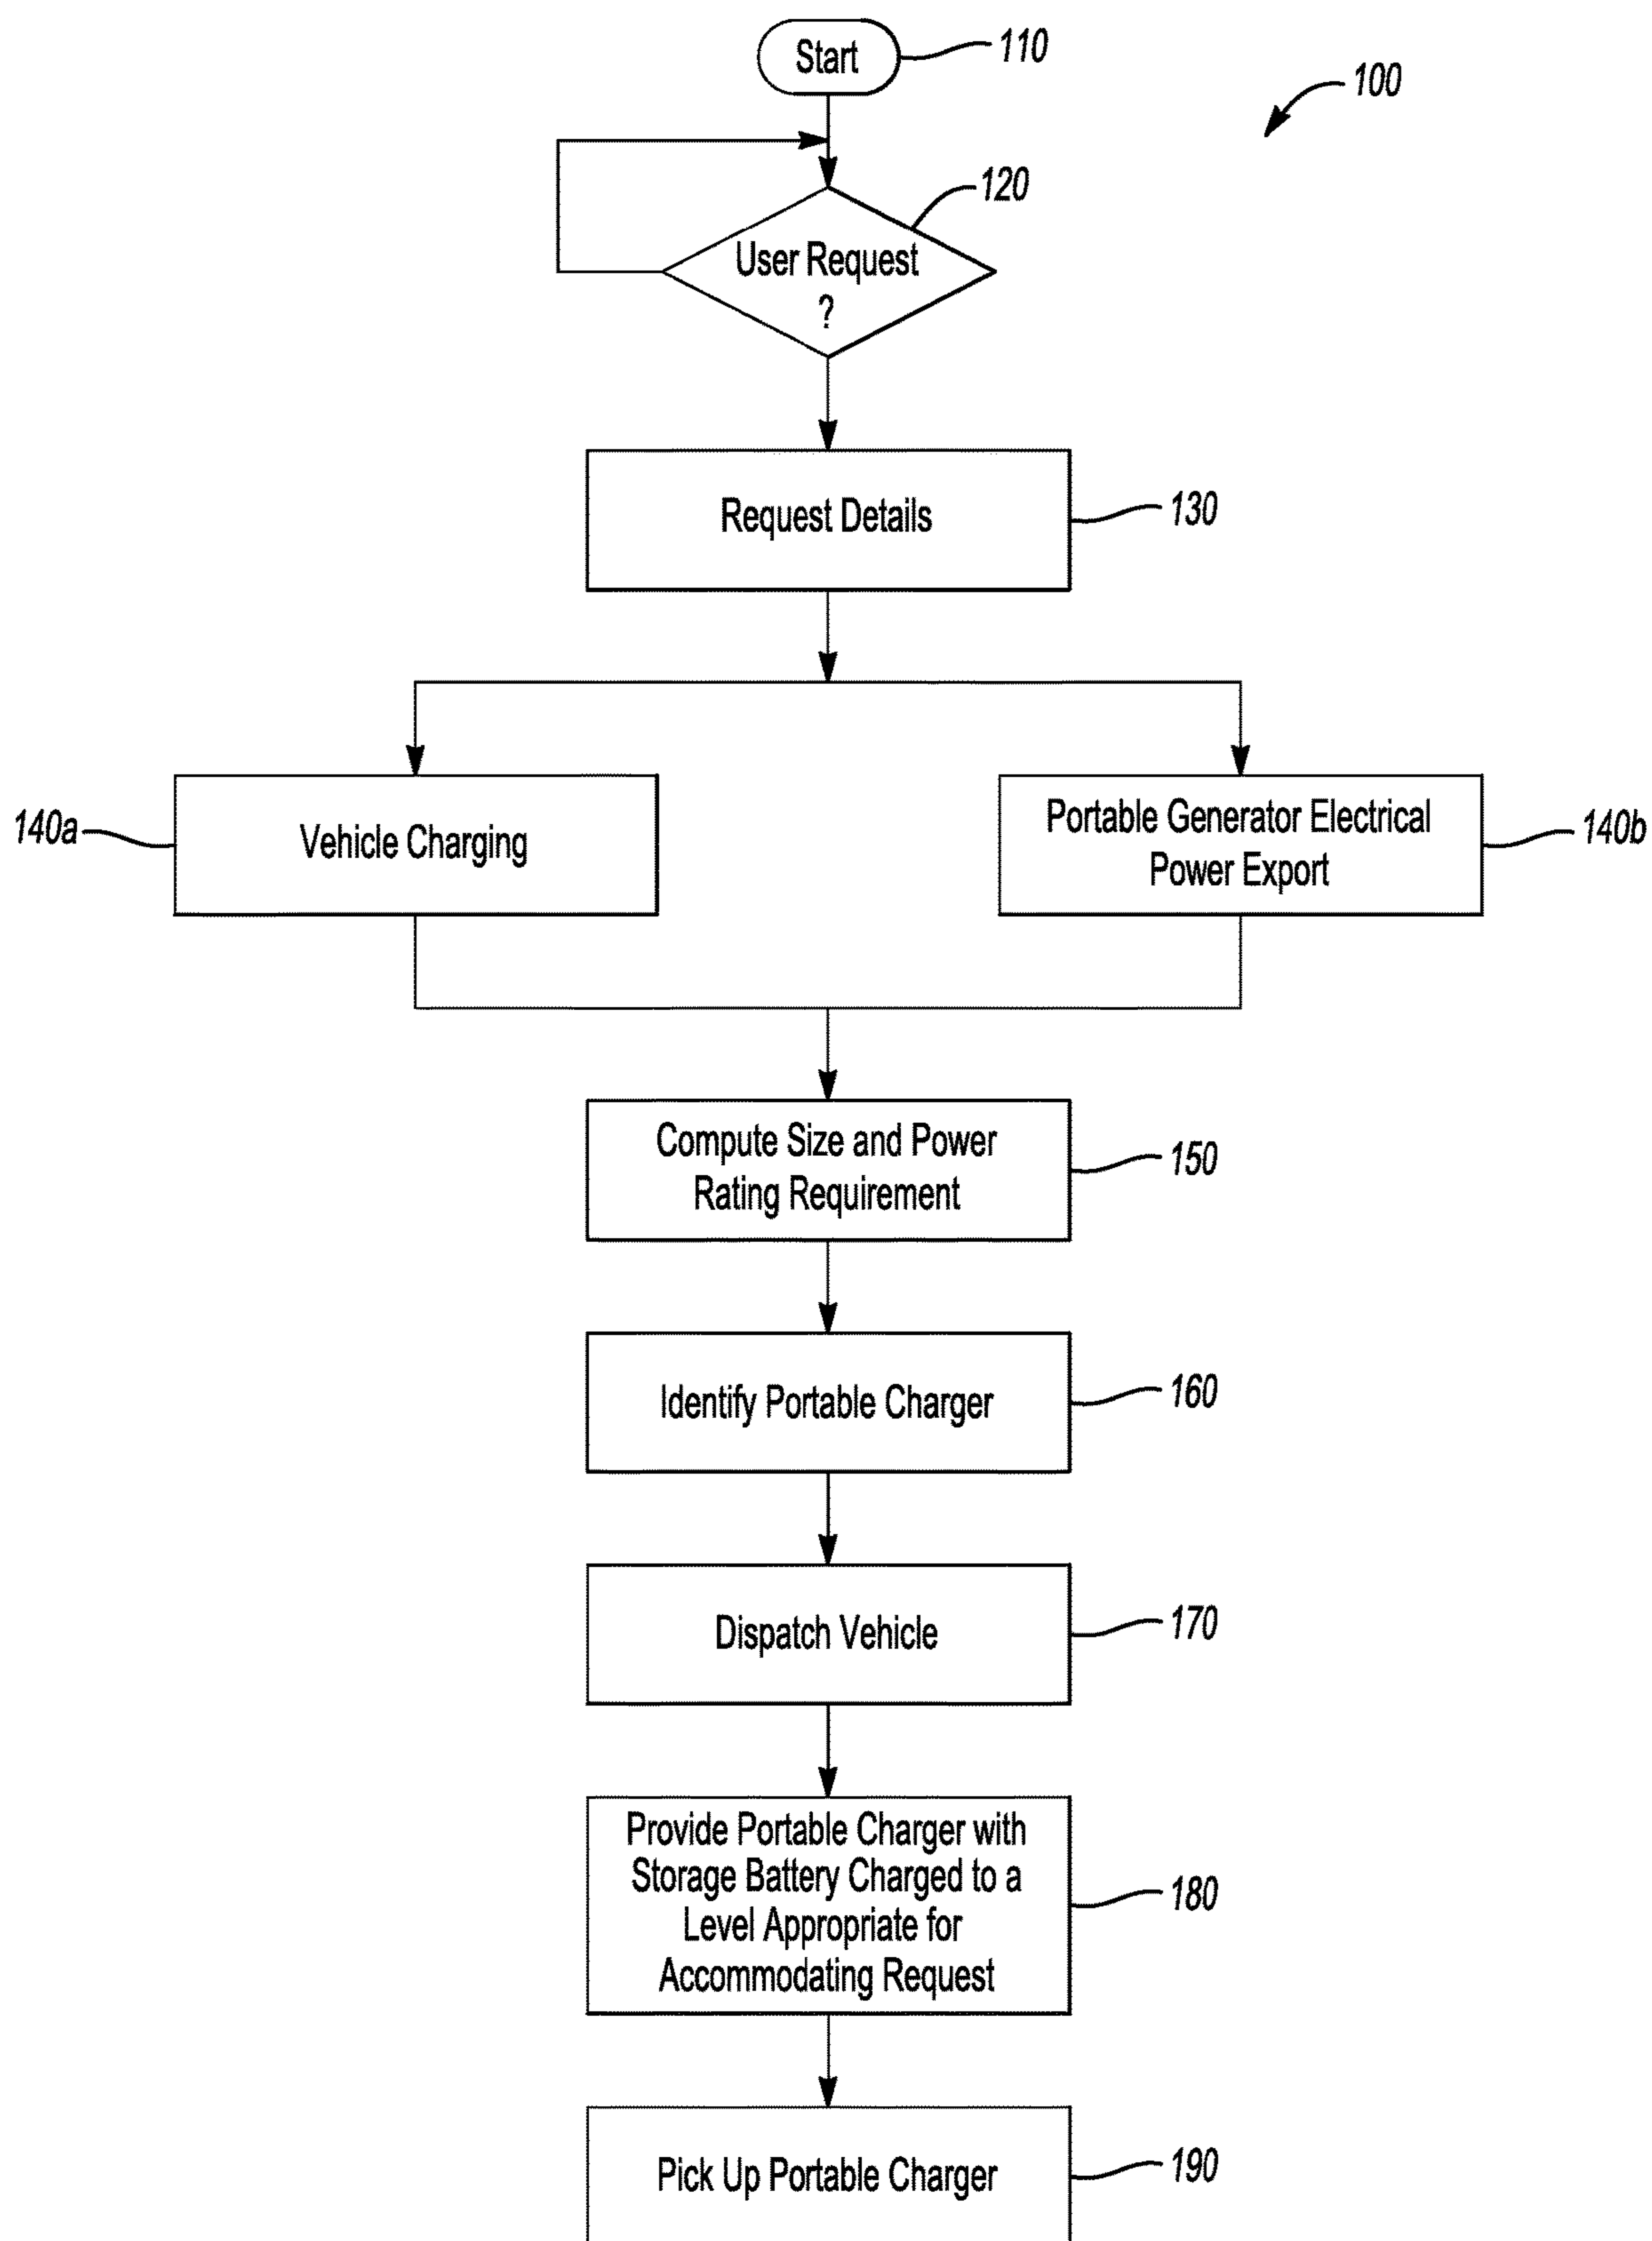 Start
110
100
120
User Request
?
Request Details
130
140a
Vehicle Charging
Portable Generator Electrical
Power Export
140b
Compute Size and Power
Rating Requirement
150
Identify Portable Charger
160
Dispatch Vehicle
170
Provide Portable Charger with
Storage Battery Charged to a
Level Appropriate for
Accommodating Request
180
Pick Up Portable Charger
190